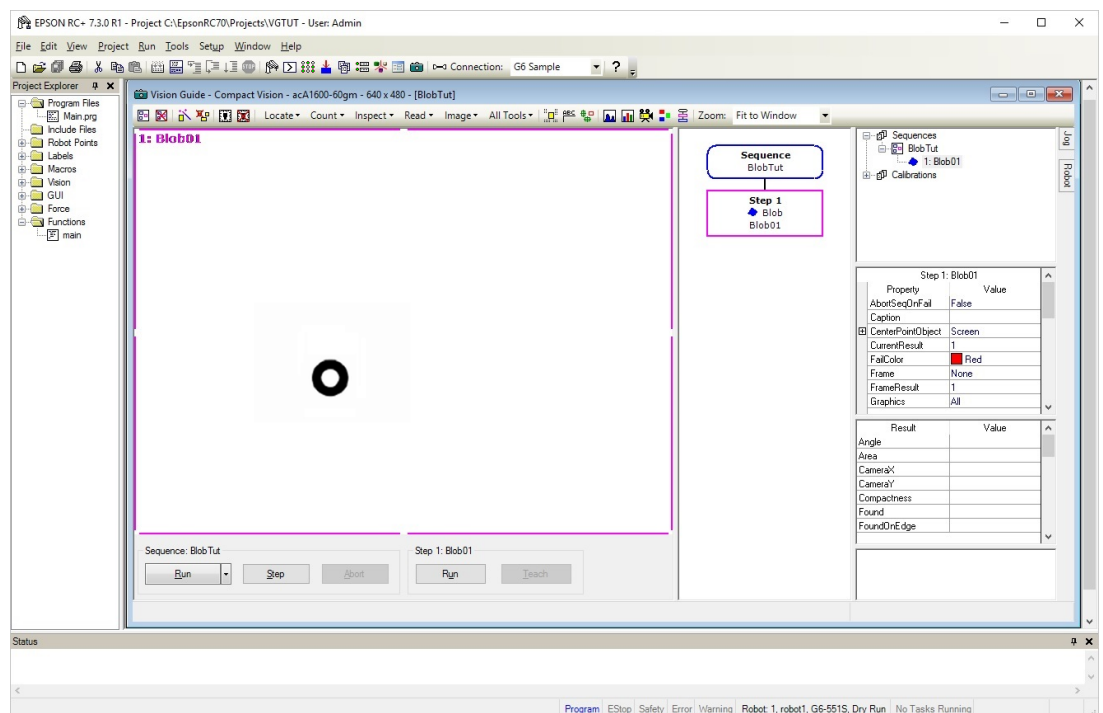 EPSON RC+ 7.3.0 R1 - Project C:\EpsonRC70\Projects\VGTUT - User: Admin
File Edit View Project Run Tools Setup Window Help
Connection: G6 Sample
Project Explorer
Program Files
Main.prg
Include Files
Robot Points
Labels
Macros
Vision
GUI
Force
Functions
main
Vision Guide - Compact Vision - acA1600-60gm - 640 x 480 - [BlobTut]
Locate Count Inspect Read Image All Tools ABC Zoom: Fit to Window
1: Blob01
Sequence
BlobTut
Step 1
Blob
Blob01
Sequences
BlobTut
1: Blob01
Calibrations
Jog
Robot
Step 1: Blob01
Property Value
AbortSeqOnFail False
Caption
CenterPointObject Screen
CurrentResult 1
FailColor Red
Frame None
FrameResult 1
Graphics All
Result Value
Angle
Area
CameraX
CameraY
Compactness
Found
FoundOnEdge
Sequence: BlobTut
Run Step Abort
Step 1: Blob01
Run Teach
Status
Program EStop Safety Error Warning Robot: 1, robot1, G6-551S, Dry Run No Tasks Running